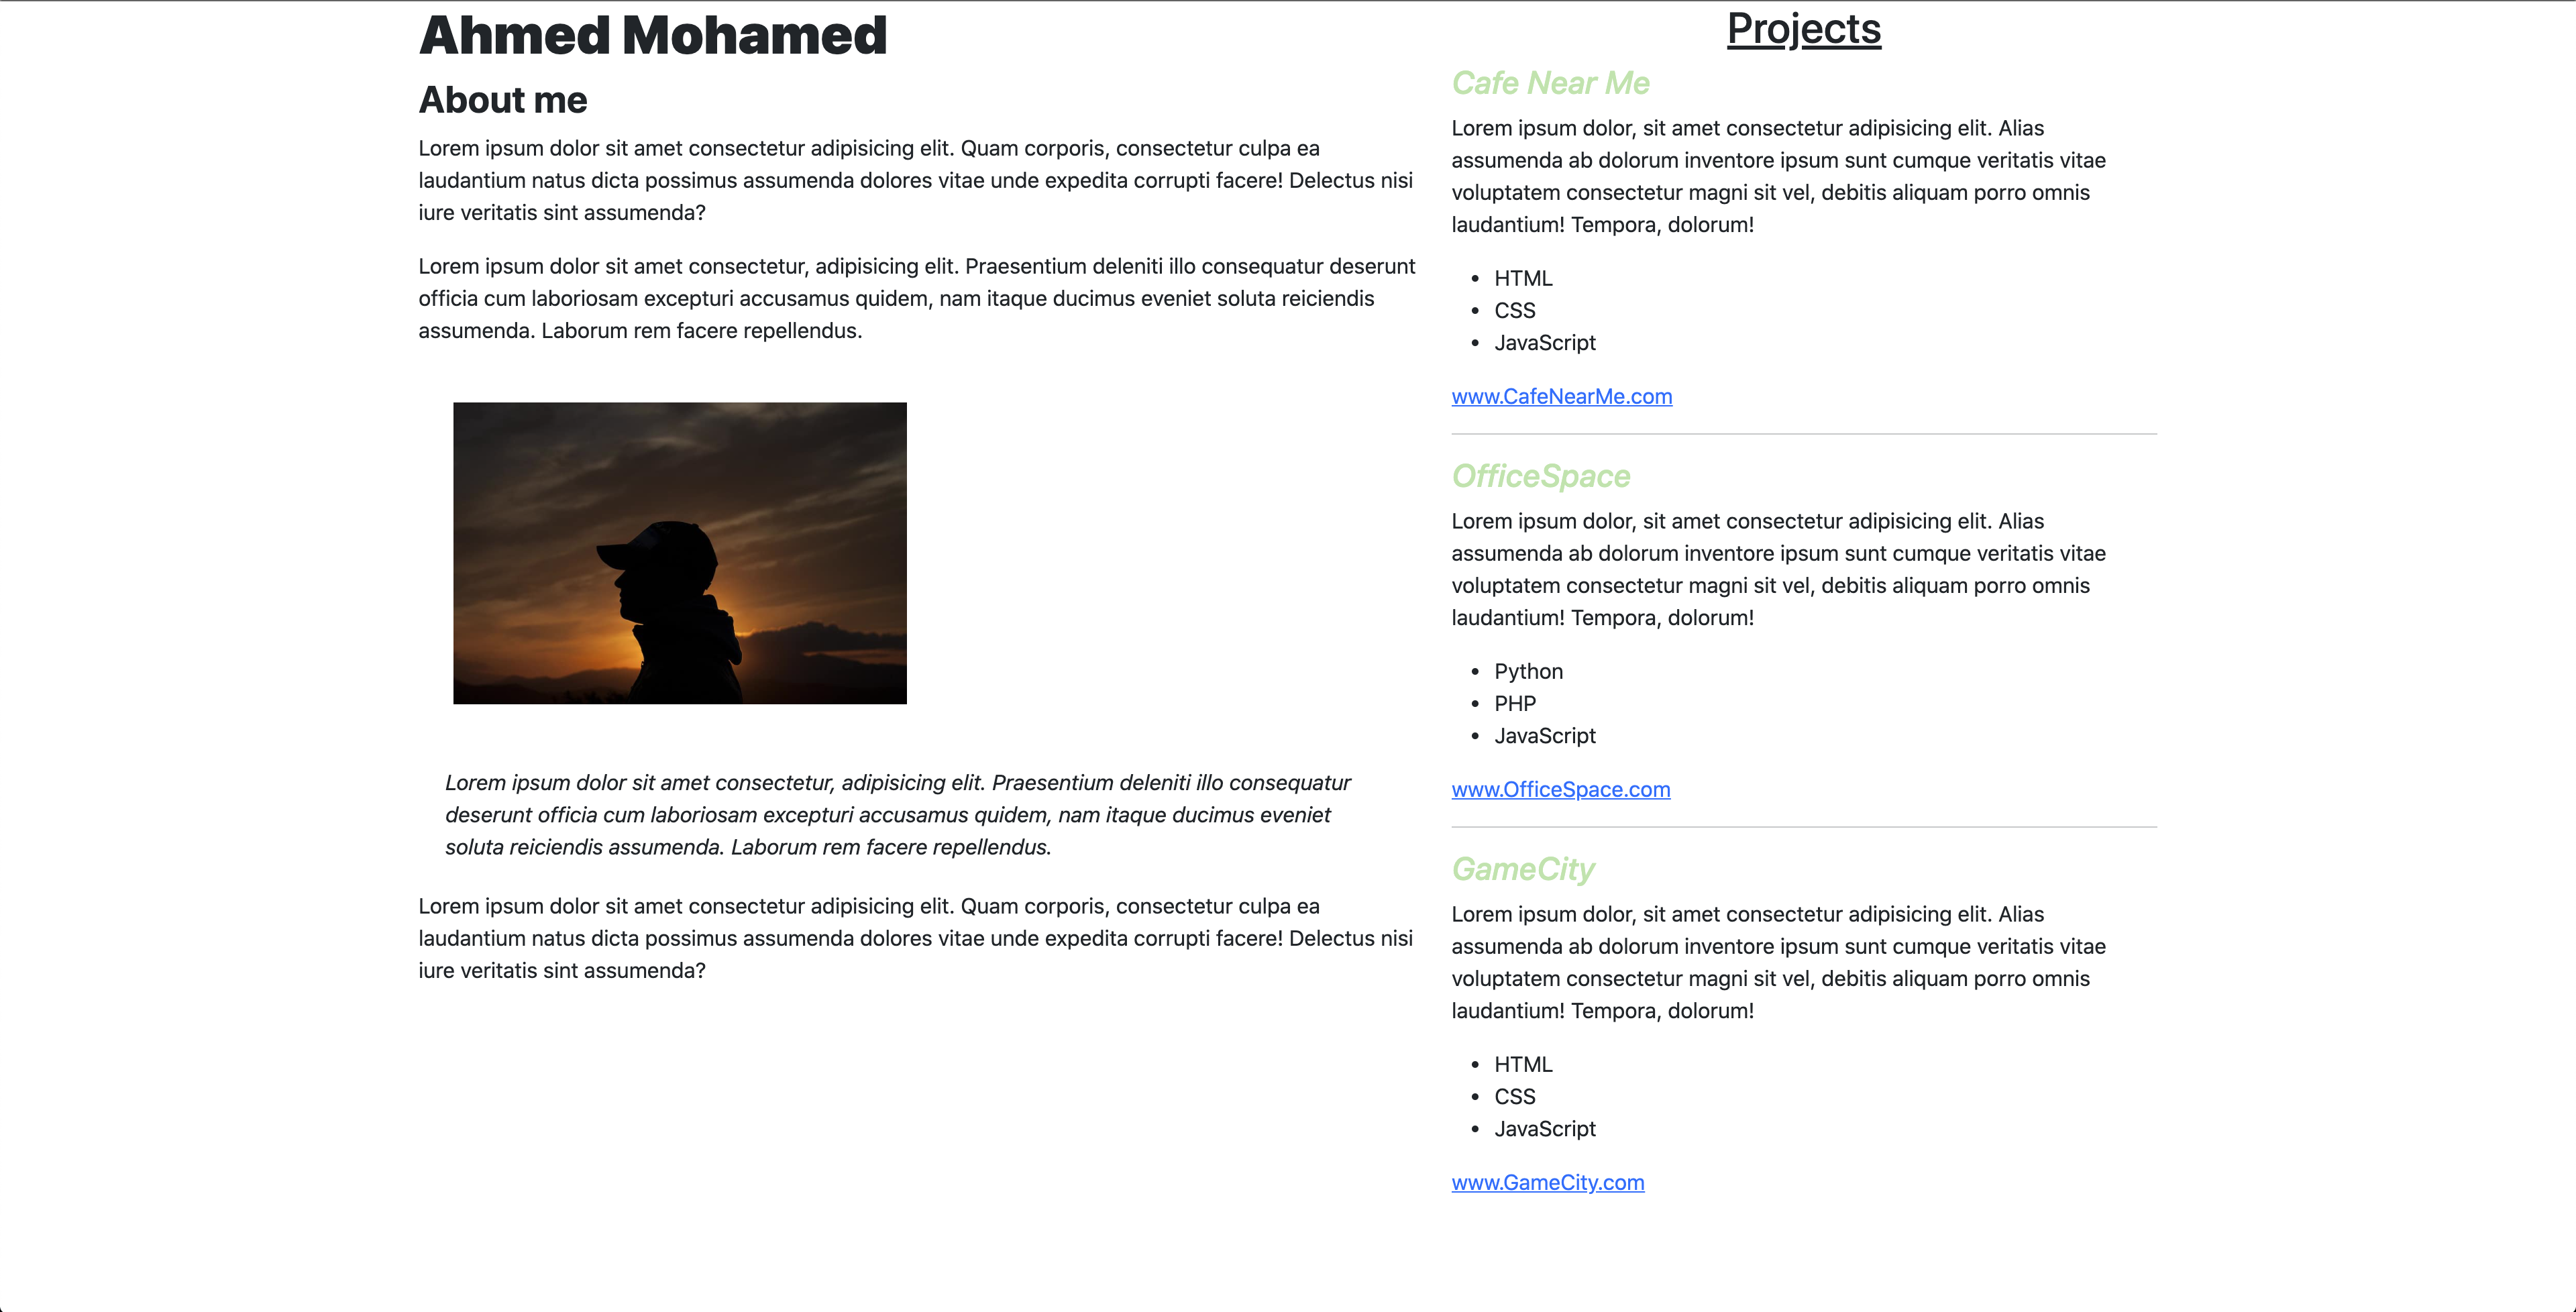 Ahmed Mohamed
About me
Lorem ipsum dolor sit amet consectetur adipisicing elit. Quam corporis, consectetur culpa ea
laudantium natus dicta possimus assumenda dolores vitae unde expedita corrupti facere! Delectus nisi
iure veritatis sint assumenda?
Lorem ipsum dolor sit amet consectetur, adipisicing elit. Praesentium deleniti illo consequatur deserunt
officia cum laboriosam excepturi accusamus quidem, nam itaque ducimus eveniet soluta reiciendis
assumenda. Laborum rem facere repellendus.
Lorem ipsum dolor sit amet consectetur, adipisicing elit. Praesentium deleniti illo consequatur
deserunt officia cum laboriosam excepturi accusamus quidem, nam itaque ducimus eveniet
soluta reiciendis assumenda. Laborum rem facere repellendus.
Lorem ipsum dolor sit amet consectetur adipisicing elit. Quam corporis, consectetur culpa ea
laudantium natus dicta possimus assumenda dolores vitae unde expedita corrupti facere! Delectus nisi
iure veritatis sint assumenda?
Projects
Cafe Near Me
Lorem ipsum dolor, sit amet consectetur adipisicing elit. Alias
assumenda ab dolorum inventore ipsum sunt cumque veritatis vitae
voluptatem consectetur magni sit vel, debitis aliquam porro omnis
laudantium! Tempora, dolorum!
• HTML
• CSS
• JavaScript
www.CafeNearMe.com
OfficeSpace
Lorem ipsum dolor, sit amet consectetur adipisicing elit. Alias
assumenda ab dolorum inventore ipsum sunt cumque veritatis vitae
voluptatem consectetur magni sit vel, debitis aliquam porro omnis
laudantium! Tempora, dolorum!
• Python
• PHP
• JavaScript
www.OfficeSpace.com
GameCity
Lorem ipsum dolor, sit amet consectetur adipisicing elit. Alias
assumenda ab dolorum inventore ipsum sunt cumque veritatis vitae
voluptatem consectetur magni sit vel, debitis aliquam porro omnis
laudantium! Tempora, dolorum!
• HTML
• CSS
• JavaScript
www.GameCity.com